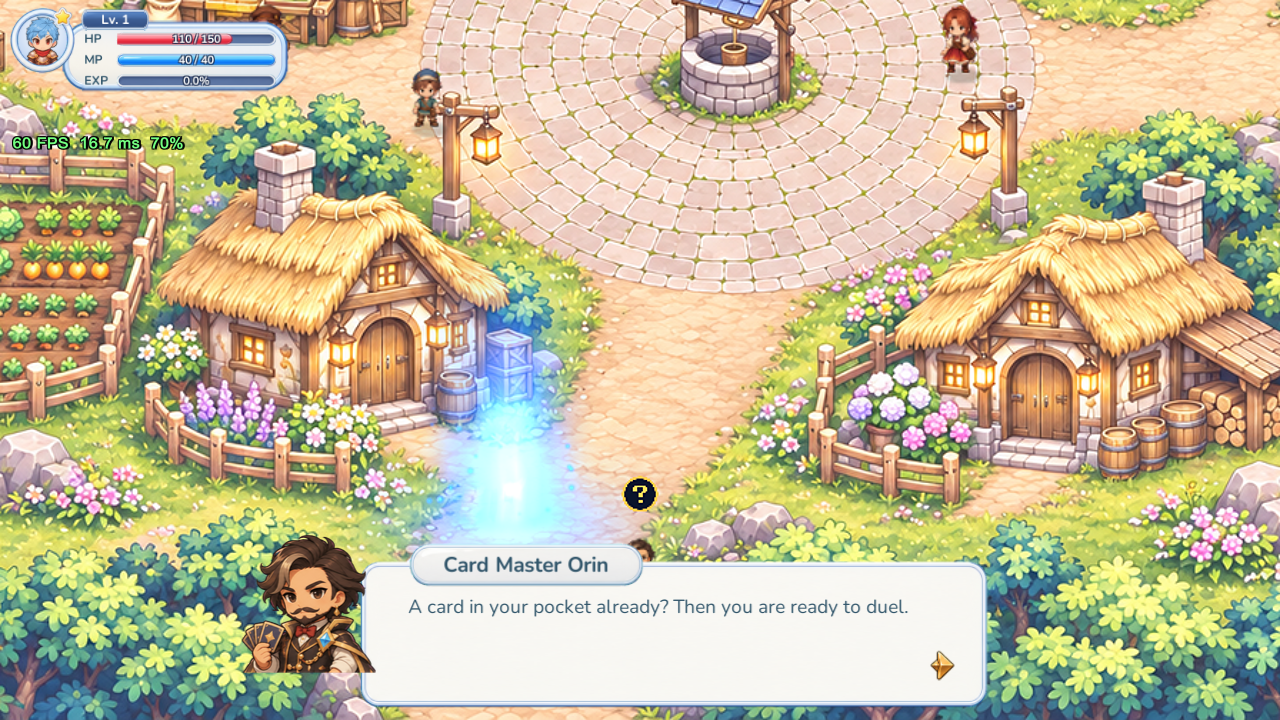 Lv. 1
HP 110 / 150
MP 40 / 40
EXP 0.0%
60 FPS 16.7 ms 70%
?
Card Master Orin
A card in your pocket already? Then you are ready to duel.